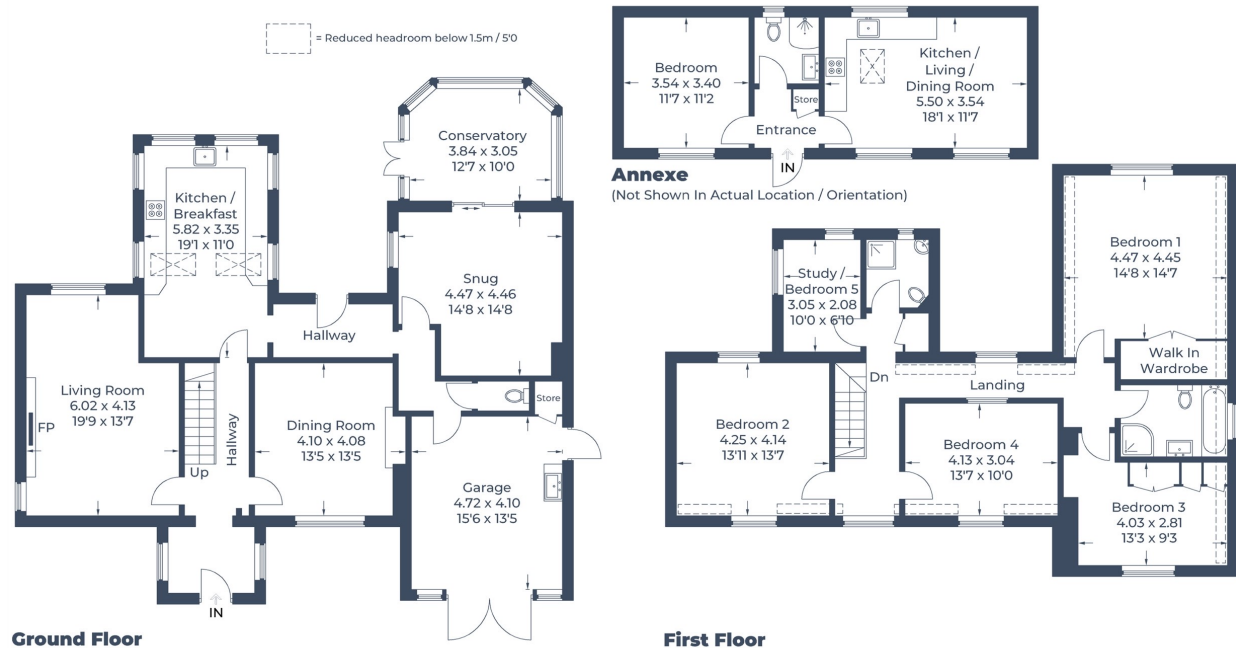 = Reduced headroom below 1.5m / 5'0
Conservatory
3.84 x 3.05
12'7 x 10'0
Kitchen /
Breakfast
5.82 x 3.35
19'1 x 11'0
Snug
4.47 x 4.46
14'8 x 14'8
Hallway
Living Room
6.02 x 4.13
19'9 x 13'7
FP
Up
Hallway
Dining Room
4.10 x 4.08
13'5 x 13'5
Store
Garage
4.72 x 4.10
15'6 x 13'5
IN
Ground Floor
Bedroom
3.54 x 3.40
11'7 x 11'2
Store
Entrance
Kitchen /
Living /
Dining Room
5.50 x 3.54
18'1 x 11'7
IN
Annexe
(Not Shown In Actual Location / Orientation)
Study /
Bedroom 5
3.05 x 2.08
10'0 x 6'10
Bedroom 1
4.47 x 4.45
14'8 x 14'7
Walk In
Wardrobe
Dn
Landing
Bedroom 2
4.25 x 4.14
13'11 x 13'7
Bedroom 4
4.13 x 3.04
13'7 x 10'0
Bedroom 3
4.03 x 2.81
13'3 x 9'3
First Floor